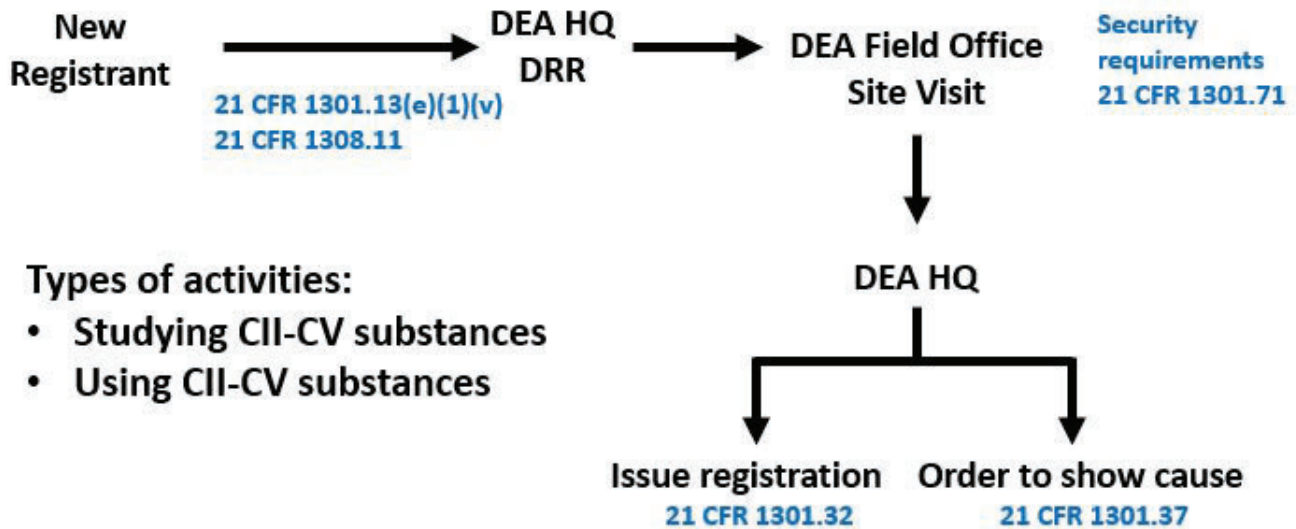 New
Registrant
21 CFR 1301.13(e)(1)(v)
21 CFR 1308.11
DEA HQ
DRR
DEA Field Office
Site Visit
Security
requirements
21 CFR 1301.71
DEA HQ
Types of activities:
• Studying CII-CV substances
• Using CII-CV substances
Issue registration
21 CFR 1301.32
Order to show cause
21 CFR 1301.37